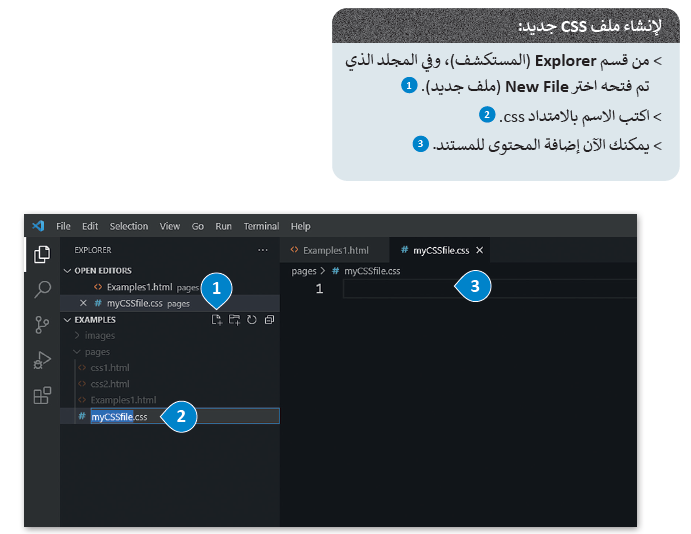 لإنشاء ملف CSS جديد:
> من قسم Explorer (المستكشف)، وفي المجلد الذي
تم فتحه اختر New File (ملف جديد). 1
> اكتب الاسم بالامتداد css. 2
> يمكنك الآن إضافة المحتوى للمستند. 3
File Edit Selection View Go Run Terminal Help
EXPLORER ...
Examples1.html
# myCSSfile.css ×
OPEN EDITORS
Examples1.html pages
× # myCSSfile.css pages
1
EXAMPLES
images
pages
css1.html
css2.html
Examples1.html
# myCSSfile.css
2
pages > # myCSSfile.css
1
3